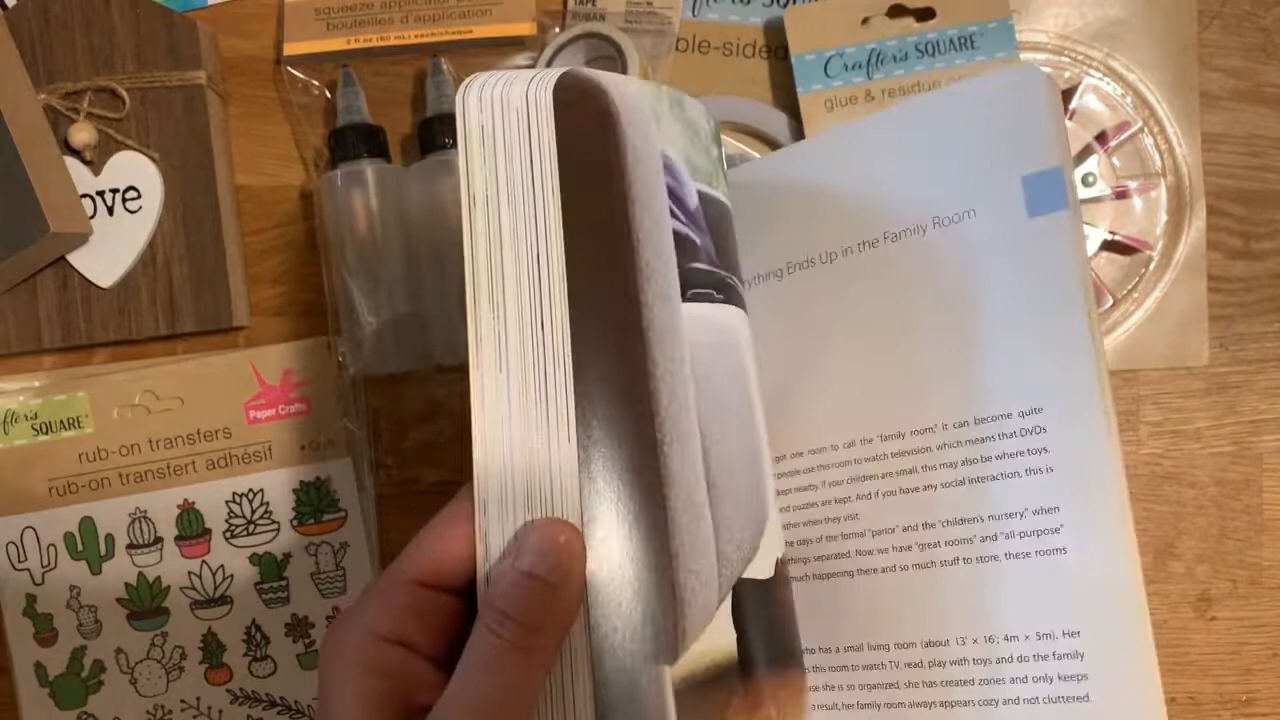 squeeze applicator
bouteilles d'application
2 fl oz (60 mL) each/chaque
TAPE
RUBAN
ble-sided
Crafter's SQUARE
glue & residue
ove
fter's
SQUARE
Paper Crafts
rub-on transfers
rub-on transfert adhésif
rything Ends Up in the Family Room
got one room to call the "family room," it can become quite
people use this room to watch television, which means that DVDs
kept nearby. If your children are small, this may also be where toys,
nd puzzles are kept. And if you have any social interaction, this is
ather when they visit.
he days of the formal "parlor" and the "children's nursery," when
things separated. Now we have "great rooms" and "all-purpose"
much happening there and so much stuff to store, these rooms
who has a small living room (about 13' × 16'; 4m × 5m). Her
s this room to watch TV, read, play with toys and do the family
use she is so organized, she has created zones and only keeps
a result, her family room always appears cozy and not cluttered.